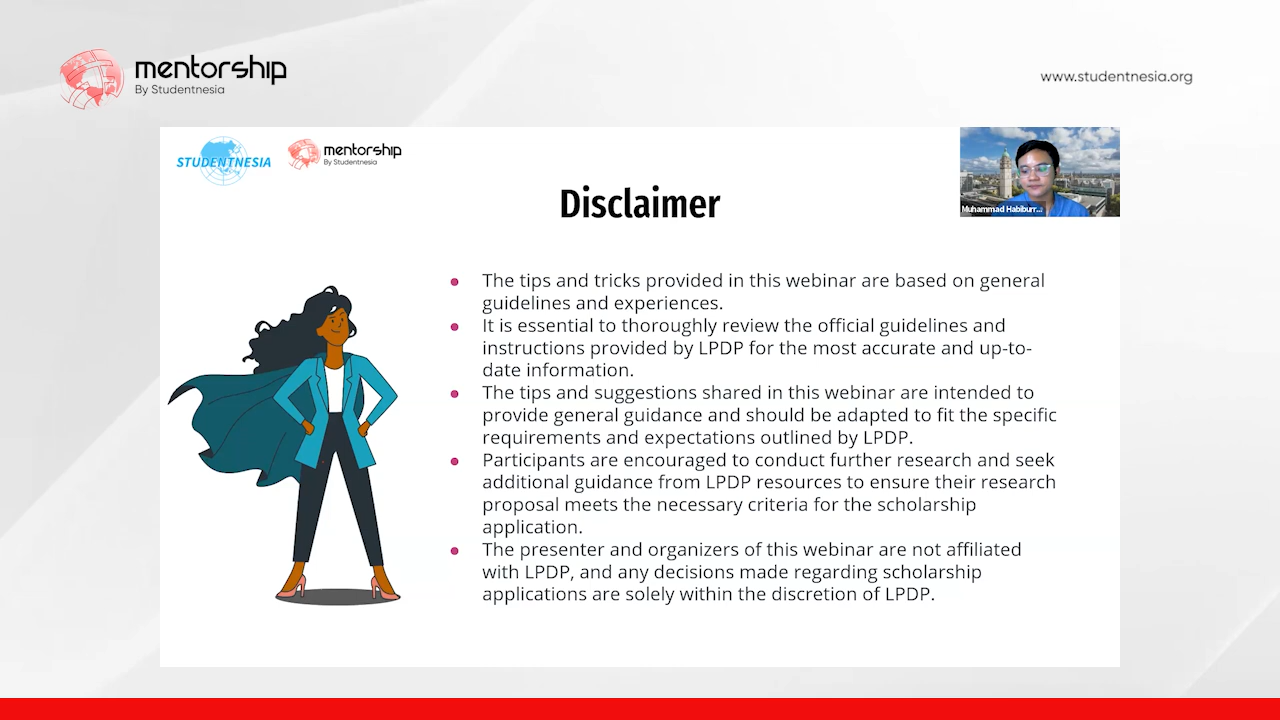 mentorship
By Studentnesia
www.studentnesia.org
STUDENTNESIA
mentorship
By Studentnesia
Muhammad Habiburr...
Disclaimer
The tips and tricks provided in this webinar are based on general
guidelines and experiences.
It is essential to thoroughly review the official guidelines and
instructions provided by LPDP for the most accurate and up-to-
date information.
The tips and suggestions shared in this webinar are intended to
provide general guidance and should be adapted to fit the specific
requirements and expectations outlined by LPDP.
Participants are encouraged to conduct further research and seek
additional guidance from LPDP resources to ensure their research
proposal meets the necessary criteria for the scholarship
application.
The presenter and organizers of this webinar are not affiliated
with LPDP, and any decisions made regarding scholarship
applications are solely within the discretion of LPDP.